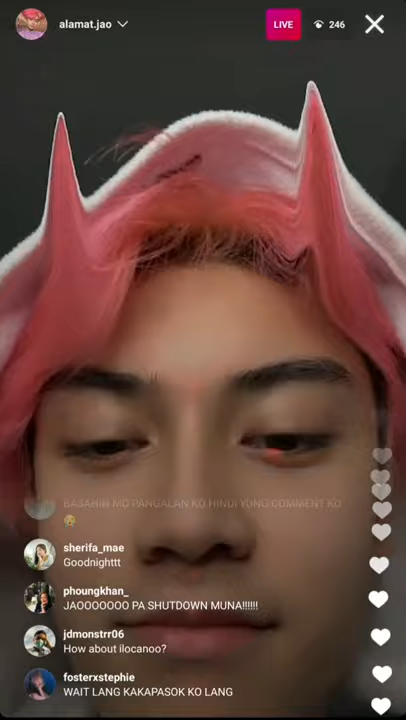 alamat.jao
LIVE
246
BASAHIN MO PANGALAN KO HINDI YUNG COMMENT KO
😭
sherifa_mae
Goodnighttt
phoungkhan_
JAOOOOOOO PA SHUTDOWN MUNA!!!!!!
jdmonstrr06
How about ilocanoo?
fosterxstephie
WAIT LANG KAKAPASOK KO LANG